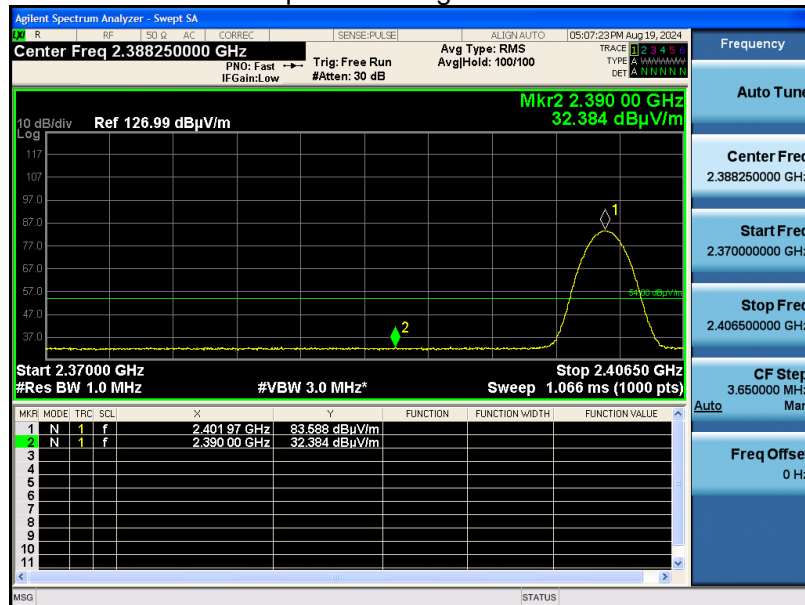 Agilent Spectrum Analyzer - Swept SA
LXI R RF 50 Ω AC CORREC SENSE:PULSE ALIGN AUTO 05:07:23 PM Aug 19, 2024
Center Freq 2.388250000 GHz
PNO: Fast
IFGain:Low
Trig: Free Run
#Atten: 30 dB
Avg Type: RMS
Avg|Hold: 100/100
TRACE 1 2 3 4 5 6
TYPE A WWWWW
DET A N N N N N
Mkr2 2.390 00 GHz
32.384 dBµV/m
10 dB/div Ref 126.99 dBµV/m
Log
117
107
97.0
87.0
77.0
67.0
57.0
47.0
37.0
1
2
54.00 dBµV/m
Start 2.37000 GHz Stop 2.40650 GHz
#Res BW 1.0 MHz #VBW 3.0 MHz* Sweep 1.066 ms (1000 pts)
MKR MODE TRC SCL X Y FUNCTION FUNCTION WIDTH FUNCTION VALUE
1 N 1 f 2.401 97 GHz 83.588 dBµV/m
2 N 1 f 2.390 00 GHz 32.384 dBµV/m
3
4
5
6
7
8
9
10
11
MSG STATUS
Frequency
Auto Tune
Center Freq
2.388250000 GHz
Start Freq
2.370000000 GHz
Stop Freq
2.406500000 GHz
CF Step
3.650000 MHz
Auto Man
Freq Offset
0 Hz